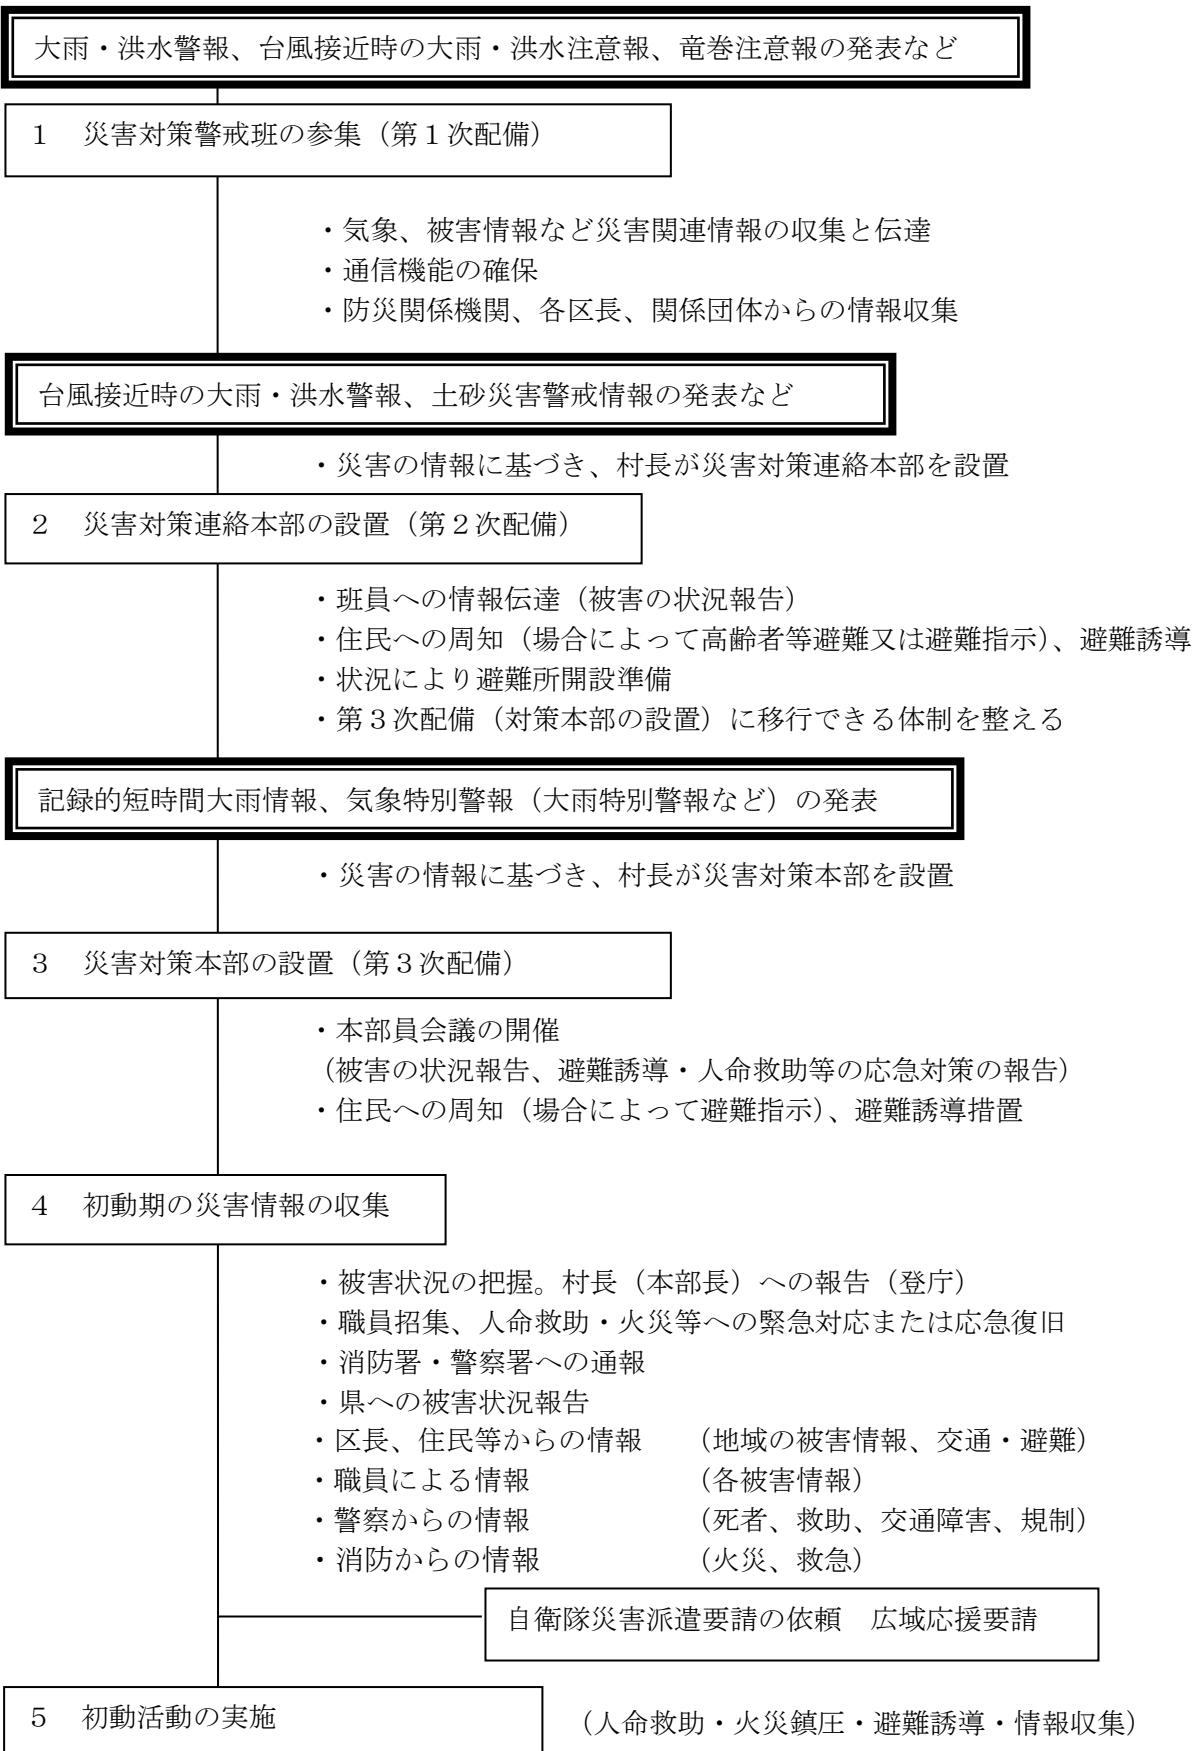 大雨・洪水警報、台風接近時の大雨・洪水注意報、竜巻注意報の発表など
１　災害対策警戒班の参集（第１次配備）
・気象、被害情報など災害関連情報の収集と伝達
・通信機能の確保
・防災関係機関、各区長、関係団体からの情報収集
台風接近時の大雨・洪水警報、土砂災害警戒情報の発表など
・災害の情報に基づき、村長が災害対策連絡本部を設置
２　災害対策連絡本部の設置（第２次配備）
・班員への情報伝達（被害の状況報告）
・住民への周知（場合によって高齢者等避難又は避難指示）、避難誘導
・状況により避難所開設準備
・第３次配備（対策本部の設置）に移行できる体制を整える
記録的短時間大雨情報、気象特別警報（大雨特別警報など）の発表
・災害の情報に基づき、村長が災害対策本部を設置
３　災害対策本部の設置（第３次配備）
・本部員会議の開催
（被害の状況報告、避難誘導・人命救助等の応急対策の報告）
・住民への周知（場合によって避難指示）、避難誘導措置
４　初動期の災害情報の収集
・被害状況の把握。村長（本部長）への報告（登庁）
・職員招集、人命救助・火災等への緊急対応または応急復旧
・消防署・警察署への通報
・県への被害状況報告
・区長、住民等からの情報　（地域の被害情報、交通・避難）
・職員による情報　（各被害情報）
・警察からの情報　（死者、救助、交通障害、規制）
・消防からの情報　（火災、救急）
自衛隊災害派遣要請の依頼　広域応援要請
５　初動活動の実施　（人命救助・火災鎮圧・避難誘導・情報収集）